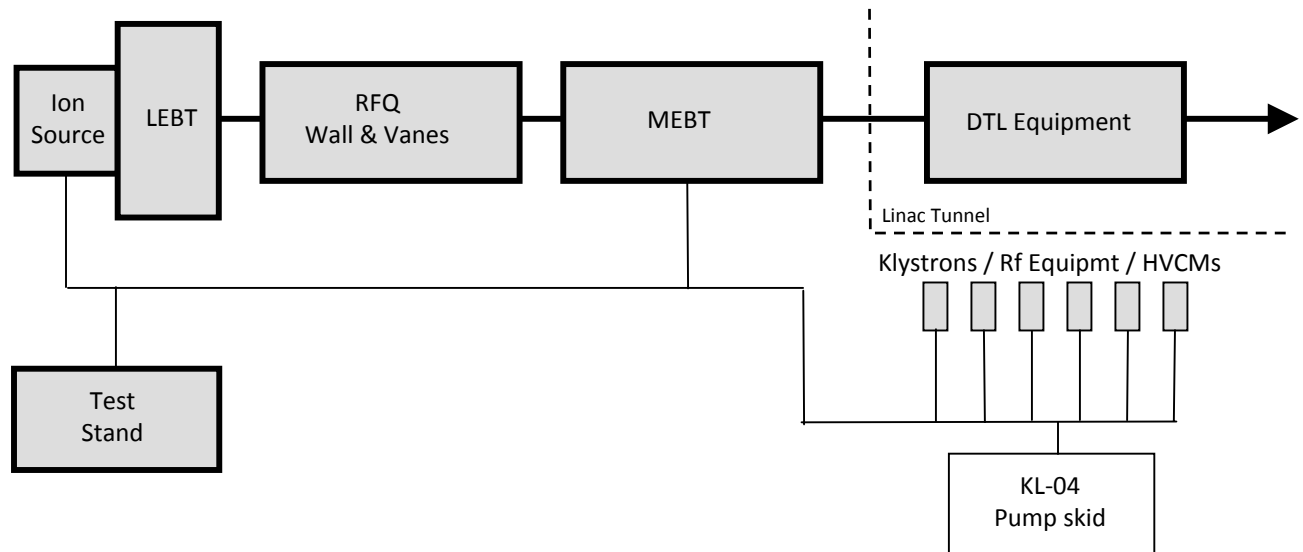 Ion
Source
LEBT
RFQ
Wall & Vanes
MEBT
DTL Equipment
Linac Tunnel
Klystrons / Rf Equipmt / HVCMs
Test
Stand
KL-04
Pump skid